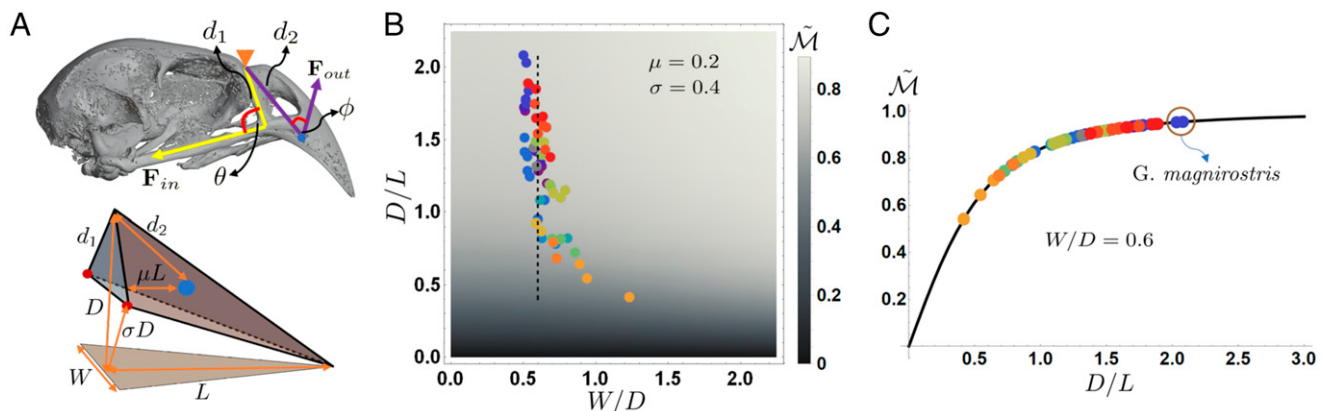 A
d₁
d₂
F_out
ϕ
F_in
θ
d₁
d₂
μL
D
σD
W
L
B
μ = 0.2
σ = 0.4
D/L
2.0
1.5
1.0
0.5
0.0
0.0 0.5 1.0 1.5 2.0
W/D
M̃
0.8
0.6
0.4
0.2
0
C
M̃
1.0
0.8
0.6
0.4
0.2
G. magnirostris
W/D = 0.6
0.5 1.0 1.5 2.0 2.5 3.0
D/L